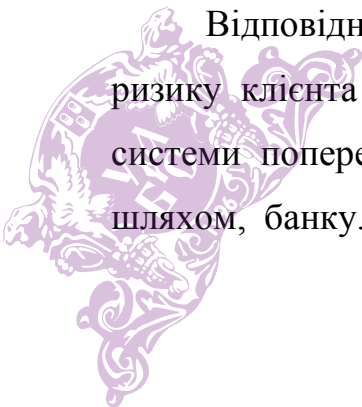 Відповідн
ризику клієнта
системи попере
шляхом, банку.